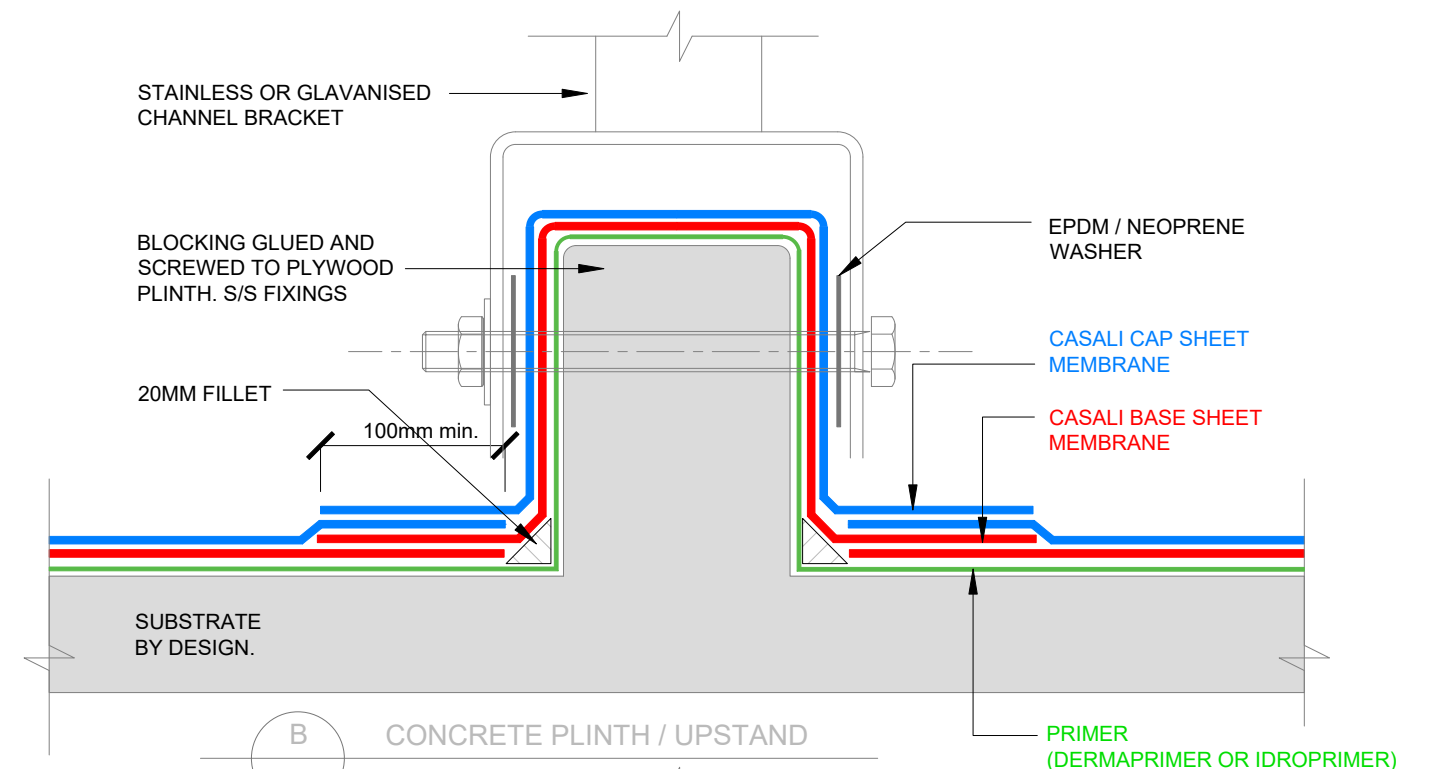 STAINLESS OR GLAVANISED
CHANNEL BRACKET
BLOCKING GLUED AND
SCREWED TO PLYWOOD
PLINTH. S/S FIXINGS
EPDM / NEOPRENE
WASHER
CASALI CAP SHEET
MEMBRANE
20MM FILLET
100mm min.
CASALI BASE SHEET
MEMBRANE
SUBSTRATE
BY DESIGN.
B
CONCRETE PLINTH / UPSTAND
PRIMER
(DERMAPRIMER OR IDROPRIMER)